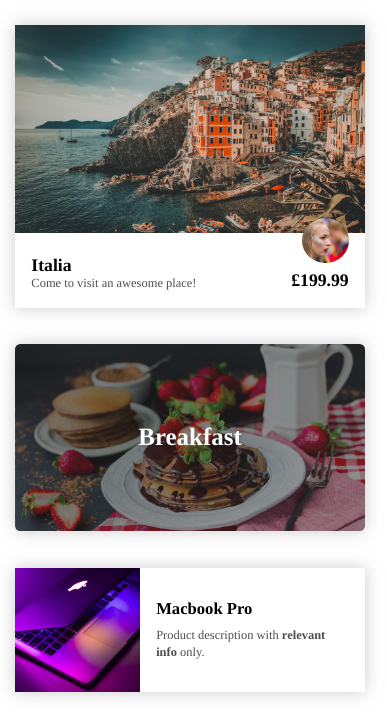 Italia
Come to visit an awesome place!
£199.99
Breakfast
Macbook Pro
Product description with relevant
info only.